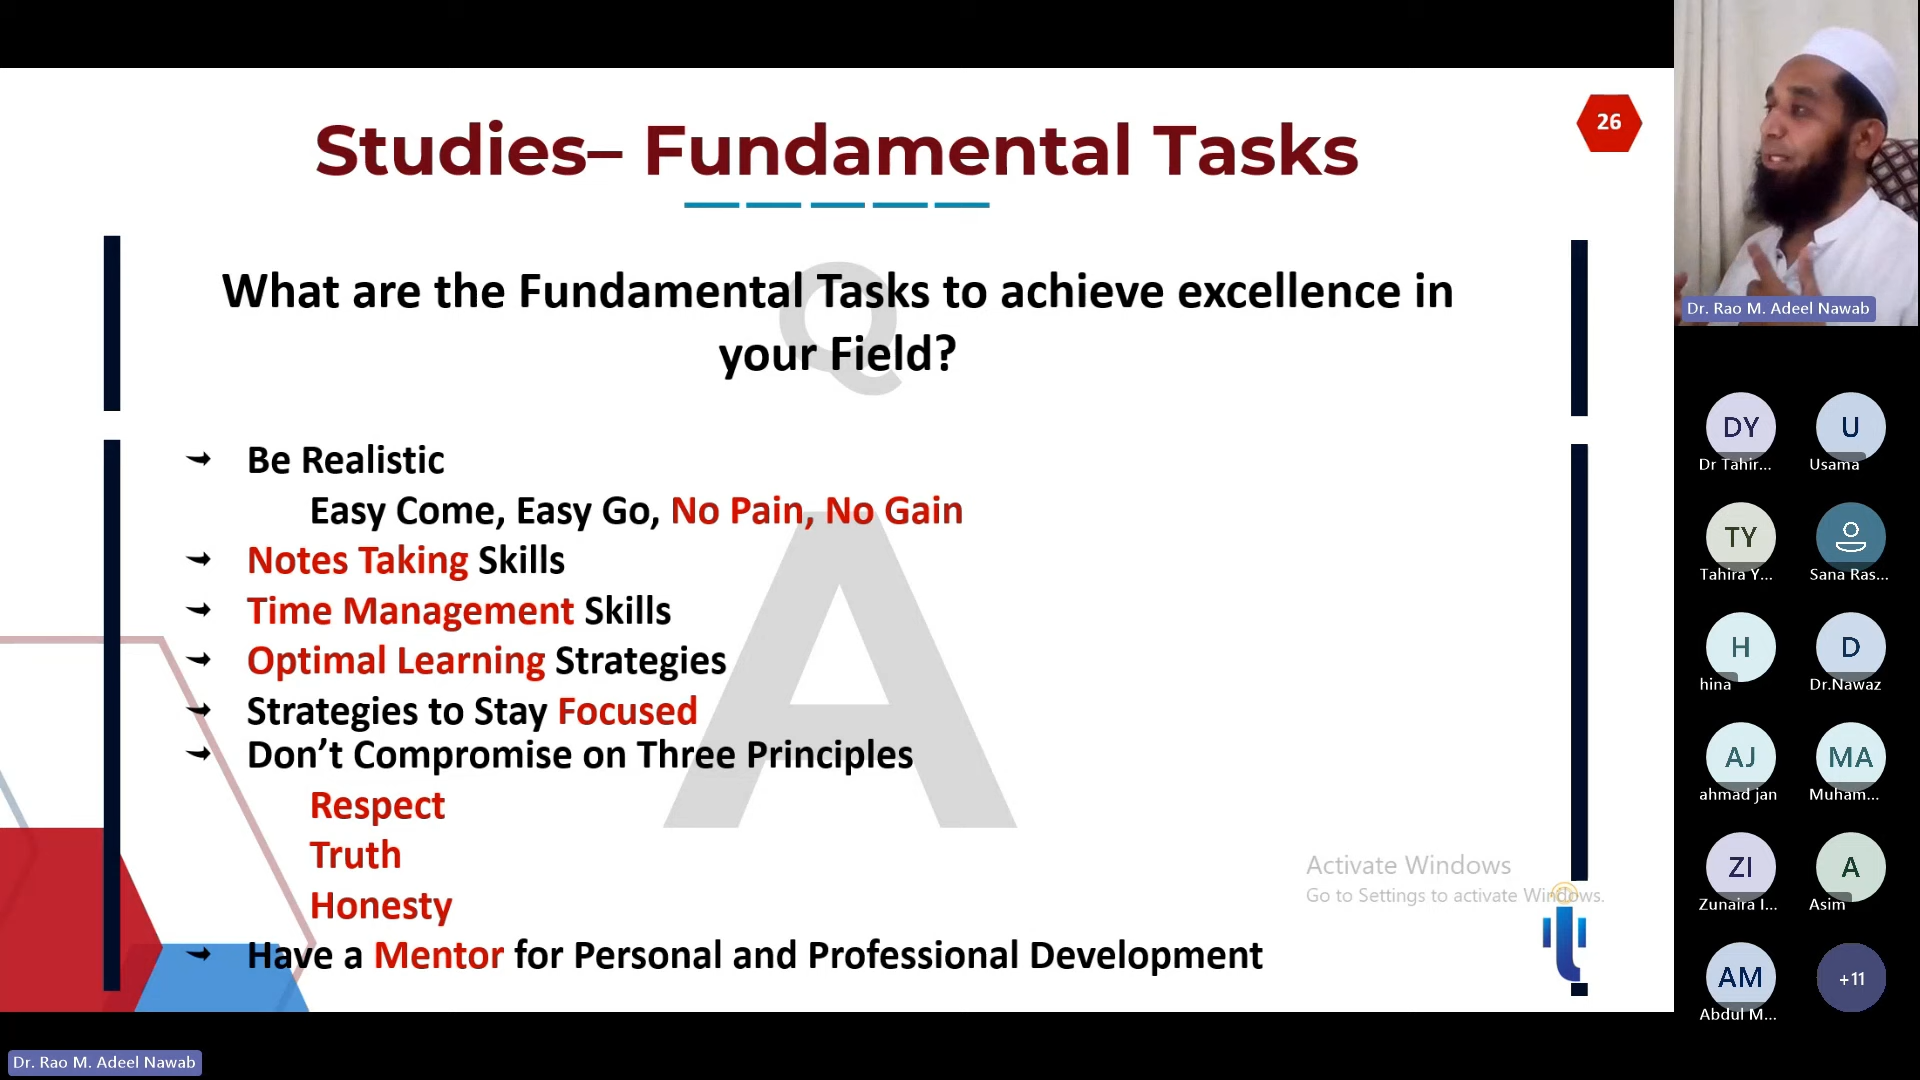 Studies– Fundamental Tasks
26
Q
What are the Fundamental Tasks to achieve excellence in
your Field?
A
Be Realistic
Easy Come, Easy Go, No Pain, No Gain
Notes Taking Skills
Time Management Skills
Optimal Learning Strategies
Strategies to Stay Focused
Don’t Compromise on Three Principles
Respect
Truth
Honesty
Have a Mentor for Personal and Professional Development
Activate Windows
Go to Settings to activate Windows.
Dr. Rao M. Adeel Nawab
DY
Dr Tahir...
U
Usama
TY
Tahira Y...
Sana Ras...
H
hina
D
Dr.Nawaz
AJ
ahmad jan
MA
Muham...
ZI
Zunaira I...
A
Asim
AM
Abdul M...
+11
Dr. Rao M. Adeel Nawab